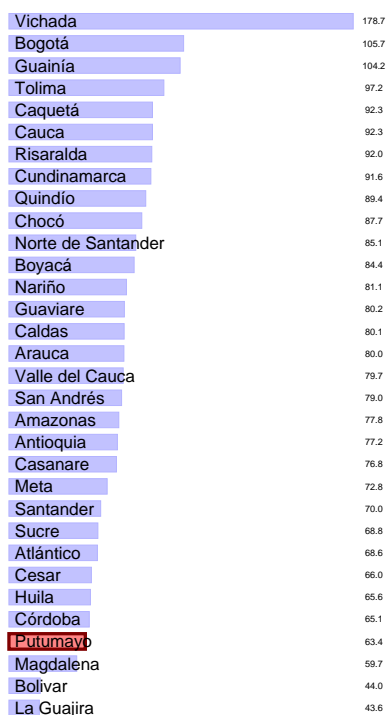 Vichada 178.7
Bogotá 105.7
Guainía 104.2
Tolima 97.2
Caquetá 92.3
Cauca 92.3
Risaralda 92.0
Cundinamarca 91.6
Quindío 89.4
Chocó 87.7
Norte de Santander 85.1
Boyacá 84.4
Nariño 81.1
Guaviare 80.2
Caldas 80.1
Arauca 80.0
Valle del Cauca 79.7
San Andrés 79.0
Amazonas 77.8
Antioquia 77.2
Casanare 76.8
Meta 72.8
Santander 70.0
Sucre 68.8
Atlántico 68.6
Cesar 66.0
Huila 65.6
Córdoba 65.1
Putumayo 63.4
Magdalena 59.7
Bolivar 44.0
La Guajira 43.6